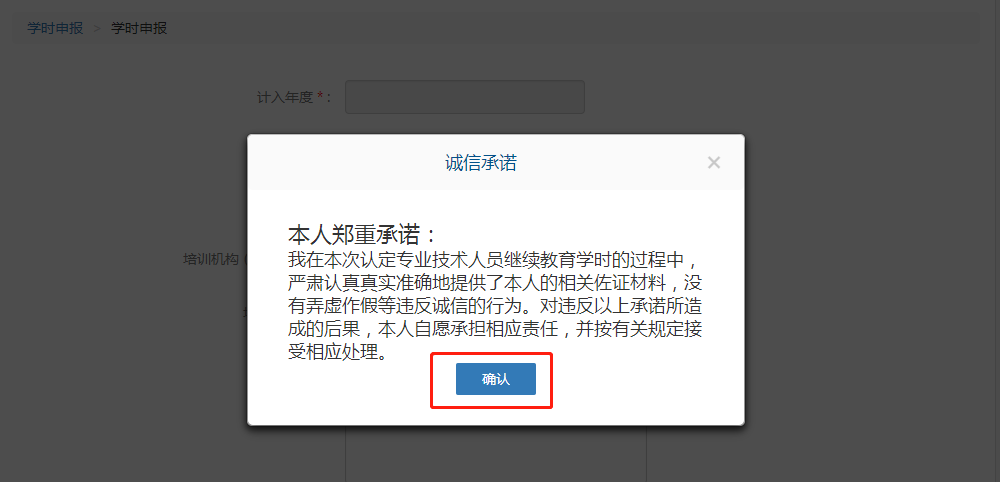 学时申报 > 学时申报
计入年度 * :
诚信承诺 ×
本人郑重承诺：
我在本次认定专业技术人员继续教育学时的过程中，
严肃认真真实准确地提供了本人的相关佐证材料，没
有弄虚作假等违反诚信的行为。对违反以上承诺所造
成的后果，本人自愿承担相应责任，并按有关规定接
受相应处理。
培训机构
确认